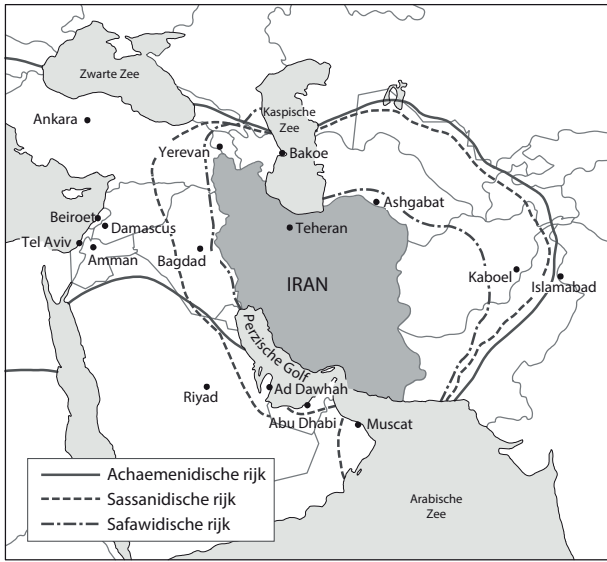 Zwarte Zee
Kaspische
Zee
Ankara
Yerevan
Bakoe
Ashgabat
Beiroet
Damascus
Teheran
Tel Aviv
Amman
Bagdad
IRAN
Kaboel
Islamabad
Perzische Golf
Riyad
Ad Dawhah
Abu Dhabi
Muscat
Achaemenidische rijk
Sassanidische rijk
Safawidische rijk
Arabische
Zee